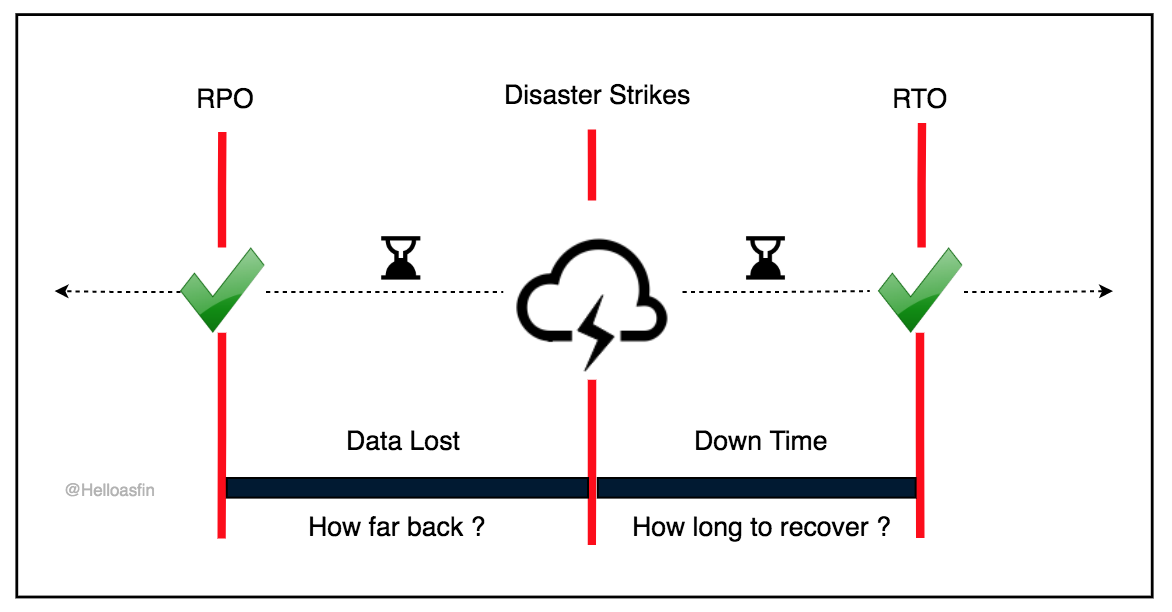 RPO
Disaster Strikes
RTO
Data Lost
Down Time
@Helloasfin
How far back ?
How long to recover ?